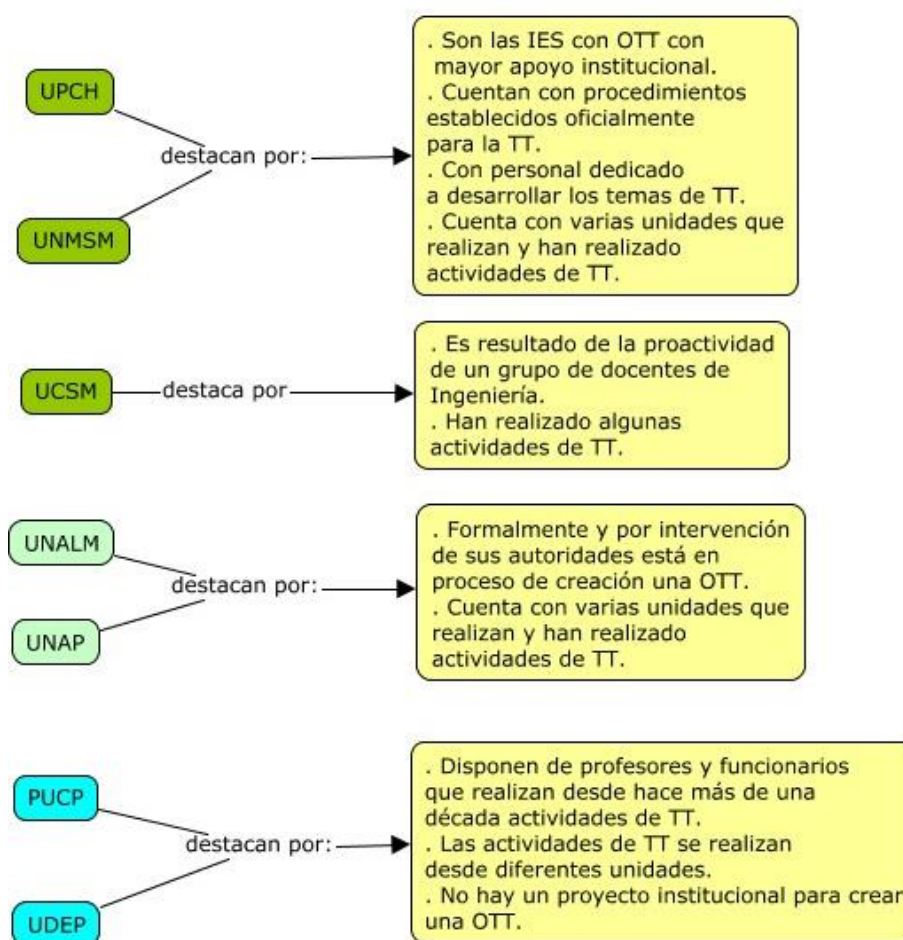 UPCH
UNMSM
destacan por:
. Son las IES con OTT con
mayor apoyo institucional.
. Cuentan con procedimientos
establecidos oficialmente
para la TT.
. Con personal dedicado
a desarrollar los temas de TT.
. Cuenta con varias unidades que
realizan y han realizado
actividades de TT.
UCSM
destaca por
. Es resultado de la proactividad
de un grupo de docentes de
Ingeniería.
. Han realizado algunas
actividades de TT.
UNALM
UNAP
destacan por:
. Formalmente y por intervención
de sus autoridades está en
proceso de creación una OTT.
. Cuenta con varias unidades que
realizan y han realizado
actividades de TT.
PUCP
UDEP
destacan por:
. Disponen de profesores y funcionarios
que realizan desde hace más de una
década actividades de TT.
. Las actividades de TT se realizan
desde diferentes unidades.
. No hay un proyecto institucional para crear
una OTT.